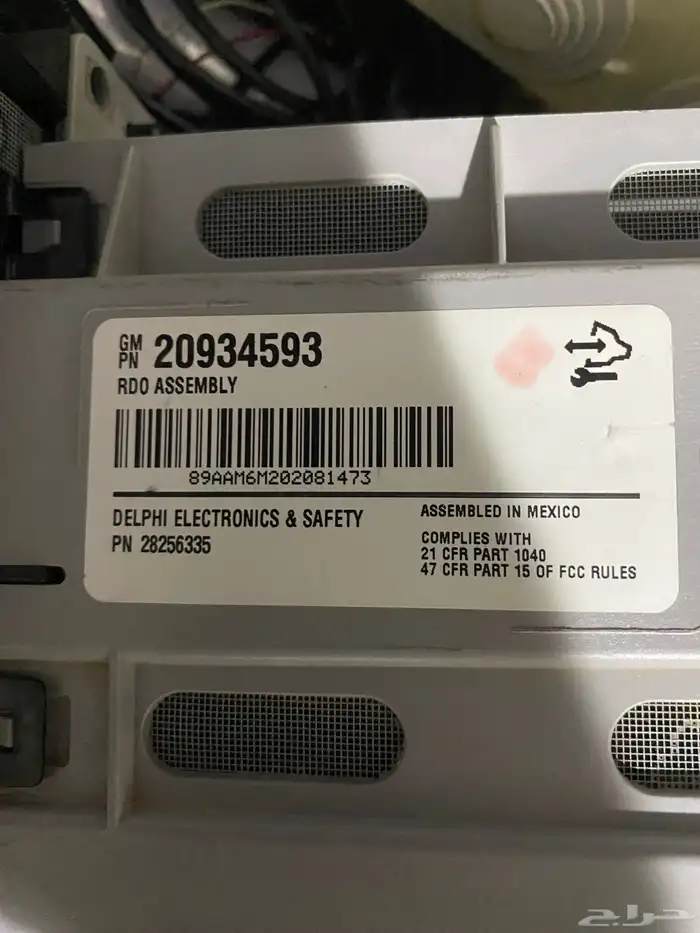 GM PN 20934593
RDO ASSEMBLY
89AAM6M202081473
DELPHI ELECTRONICS & SAFETY
PN 28256335
ASSEMBLED IN MEXICO
COMPLIES WITH
21 CFR PART 1040
47 CFR PART 15 OF FCC RULES
حراج